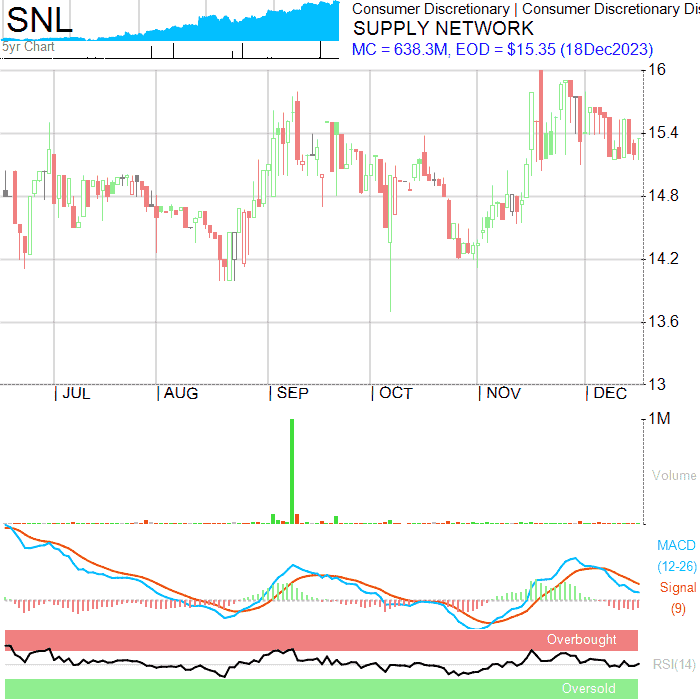 SNL
5yr Chart
Consumer Discretionary | Consumer Discretionary Dis
SUPPLY NETWORK
MC = 638.3M, EOD = $15.35 (18Dec2023)
16
15.4
14.8
14.2
13.6
13
JUL AUG SEP OCT NOV DEC
1M
Volume
MACD
(12-26)
Signal
(9)
Overbought
RSI(14)
Oversold